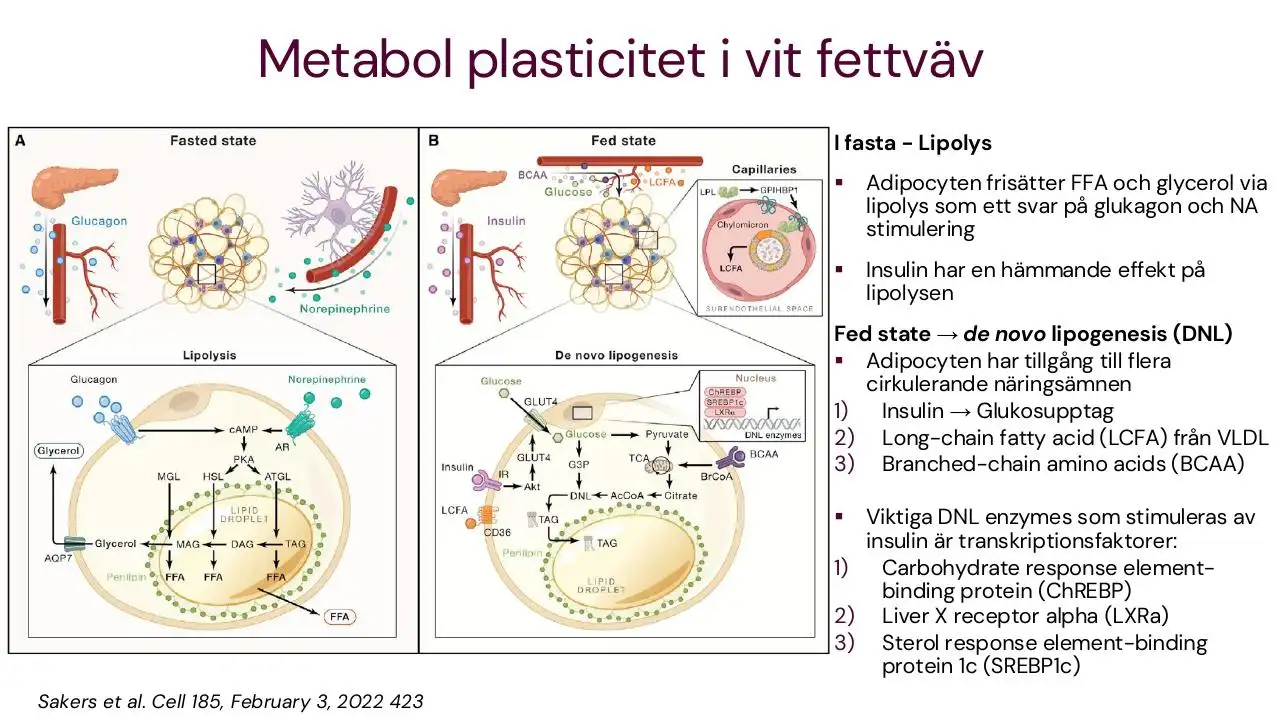 Metabol plasticitet i vit fettväv
A
Fasted state
Glucagon
Norepinephrine
Lipolysis
Glucagon
Norepinephrine
cAMP
AR
Glycerol
PKA
MGL
HSL
ATGL
LIPID
DROPLET
Glycerol
MAG
DAG
TAG
AQP7
Perilipin
FFA
FFA
FFA
FFA
B
Fed state
BCAA
Glucose
LCFA
Insulin
Capillaries
LPL
GPIHBP1
Chylomicron
LCFA
SUBENDOTHELIAL SPACE
De novo lipogenesis
Glucose
GLUT4
Nucleus
ChREBP
SREBP1c
LXRα
DNL enzymes
Glucose
Pyruvate
BCAA
GLUT4
G3P
TCA
Insulin
IR
Akt
BrCoA
DNL
AcCoA
Citrate
LCFA
CD36
TAG
TAG
Perilipin
LIPID
DROPLET
I fasta - Lipolys
▪ Adipocyten frisätter FFA och glycerol via
lipolys som ett svar på glukagon och NA
stimulering
▪ Insulin har en hämmande effekt på
lipolysen
Fed state → de novo lipogenesis (DNL)
▪ Adipocyten har tillgång till flera
cirkulerande näringsämnen
1) Insulin → Glukosupptag
2) Long-chain fatty acid (LCFA) från VLDL
3) Branched-chain amino acids (BCAA)
▪ Viktiga DNL enzymes som stimuleras av
insulin är transkriptionsfaktorer:
1) Carbohydrate response element-
binding protein (ChREBP)
2) Liver X receptor alpha (LXRa)
3) Sterol response element-binding
protein 1c (SREBP1c)
Sakers et al. Cell 185, February 3, 2022 423